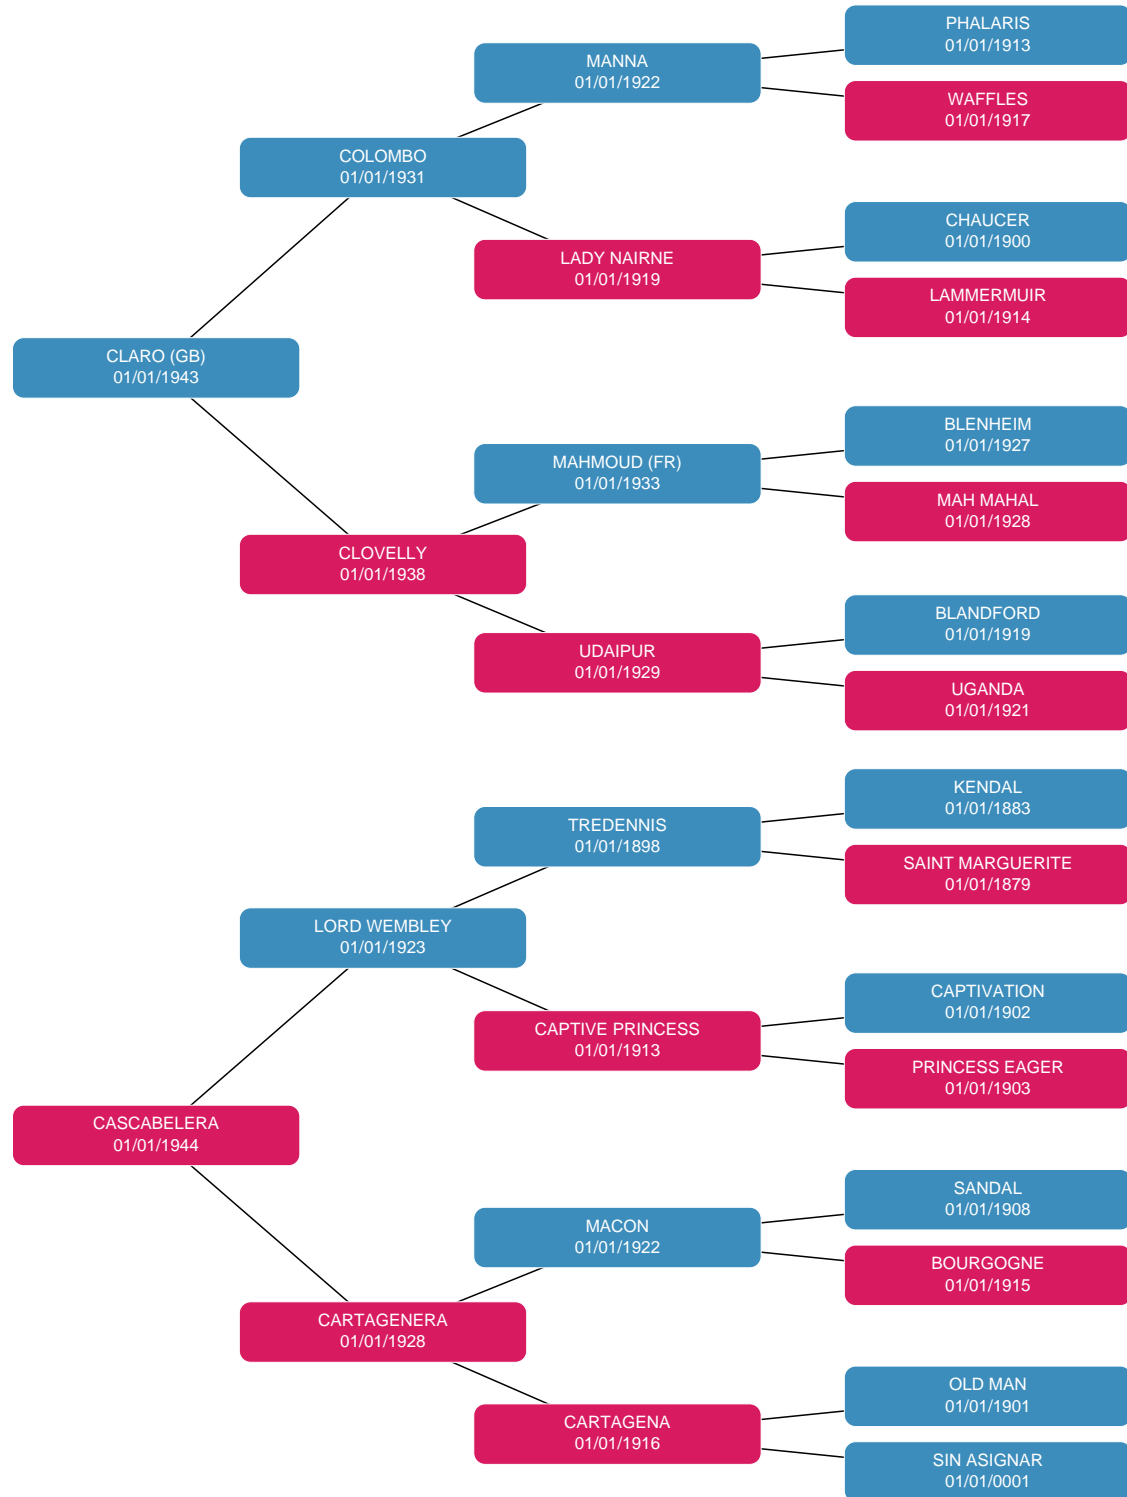 PHALARIS
01/01/1913
MANNA
01/01/1922
WAFFLES
01/01/1917
COLOMBO
01/01/1931
CHAUCER
01/01/1900
LADY NAIRNE
01/01/1919
LAMMERMUIR
01/01/1914
CLARO (GB)
01/01/1943
BLENHEIM
01/01/1927
MAHMOUD (FR)
01/01/1933
MAH MAHAL
01/01/1928
CLOVELLY
01/01/1938
BLANDFORD
01/01/1919
UDAIPUR
01/01/1929
UGANDA
01/01/1921
KENDAL
01/01/1883
TREDENNIS
01/01/1898
SAINT MARGUERITE
01/01/1879
LORD WEMBLEY
01/01/1923
CAPTIVATION
01/01/1902
CAPTIVE PRINCESS
01/01/1913
PRINCESS EAGER
01/01/1903
CASCABELERA
01/01/1944
SANDAL
01/01/1908
MACON
01/01/1922
BOURGOGNE
01/01/1915
CARTAGENERA
01/01/1928
OLD MAN
01/01/1901
CARTAGENA
01/01/1916
SIN ASIGNAR
01/01/0001